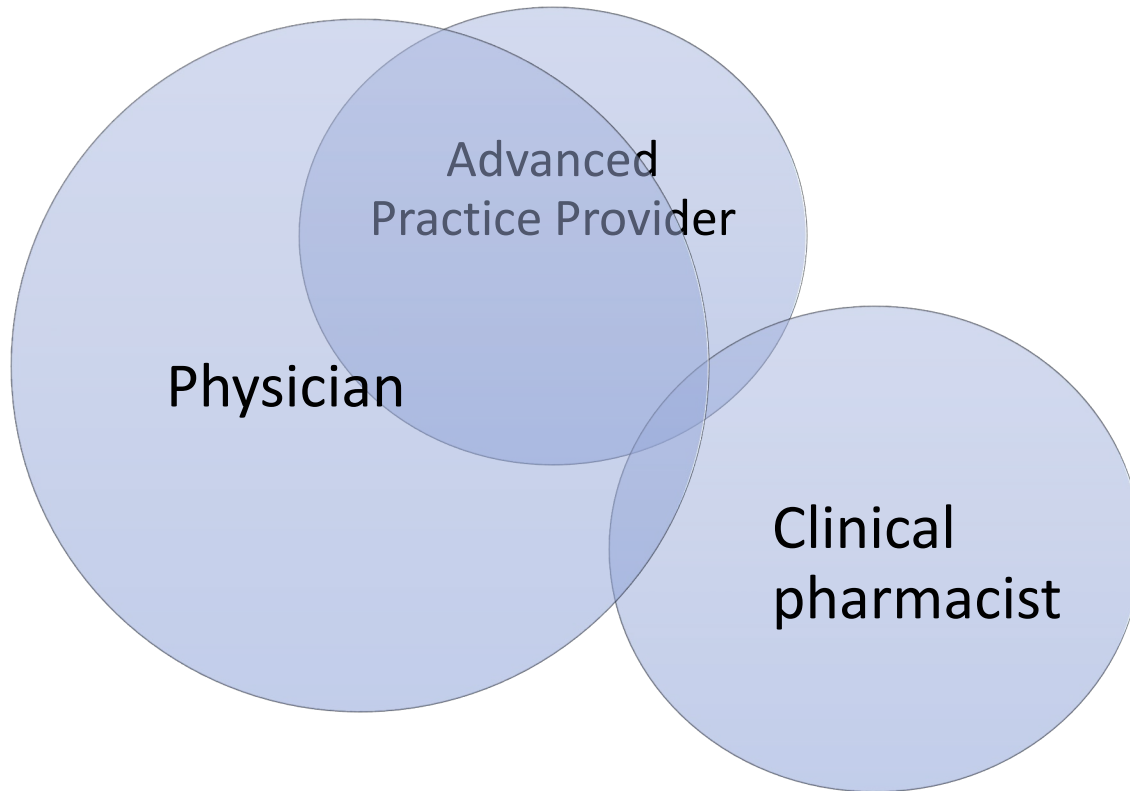 Advanced
Practice Provider
Physician
Clinical
pharmacist